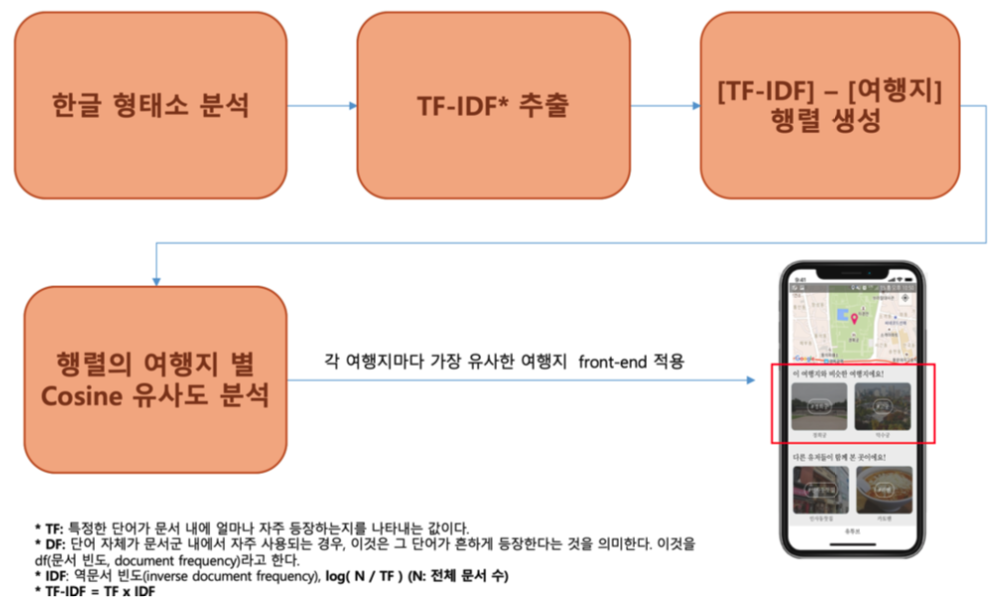 한글 형태소 분석
TF-IDF* 추출
[TF-IDF] – [여행지]
행렬 생성
행렬의 여행지 별
Cosine 유사도 분석
각 여행지마다 가장 유사한 여행지 front-end 적용
9:41
Google
이 여행지와 비슷한 여행지에요!
다른 유저들이 함께 본 곳이에요!
* TF: 특정한 단어가 문서 내에 얼마나 자주 등장하는지를 나타내는 값이다.
* DF: 단어 자체가 문서군 내에서 자주 사용되는 경우, 이것은 그 단어가 흔하게 등장한다는 것을 의미한다. 이것을
df(문서 빈도, document frequency)라고 한다.
* IDF: 역문서 빈도(inverse document frequency), log( N / TF ) (N: 전체 문서 수)
* TF-IDF = TF x IDF